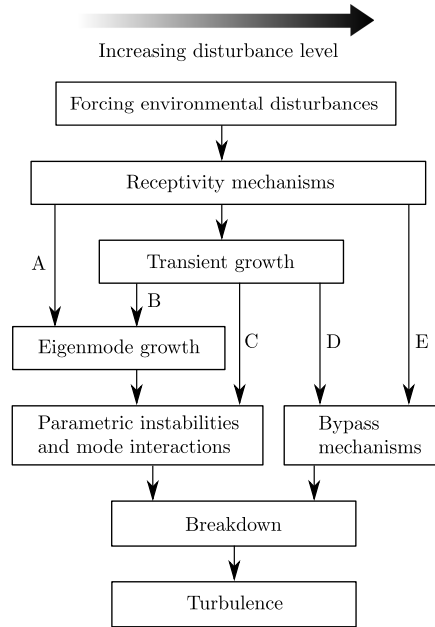 Increasing disturbance level
Forcing environmental disturbances
Receptivity mechanisms
A
Transient growth
B
C
D
E
Eigenmode growth
Parametric instabilities
and mode interactions
Bypass
mechanisms
Breakdown
Turbulence